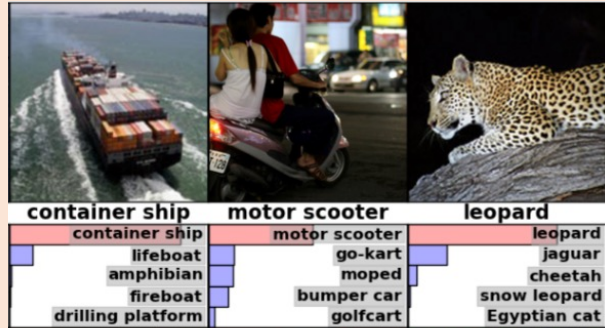 container ship
container ship
lifeboat
amphibian
fireboat
drilling platform
motor scooter
motor scooter
go-kart
moped
bumper car
golfcart
leopard
leopard
jaguar
cheetah
snow leopard
Egyptian cat